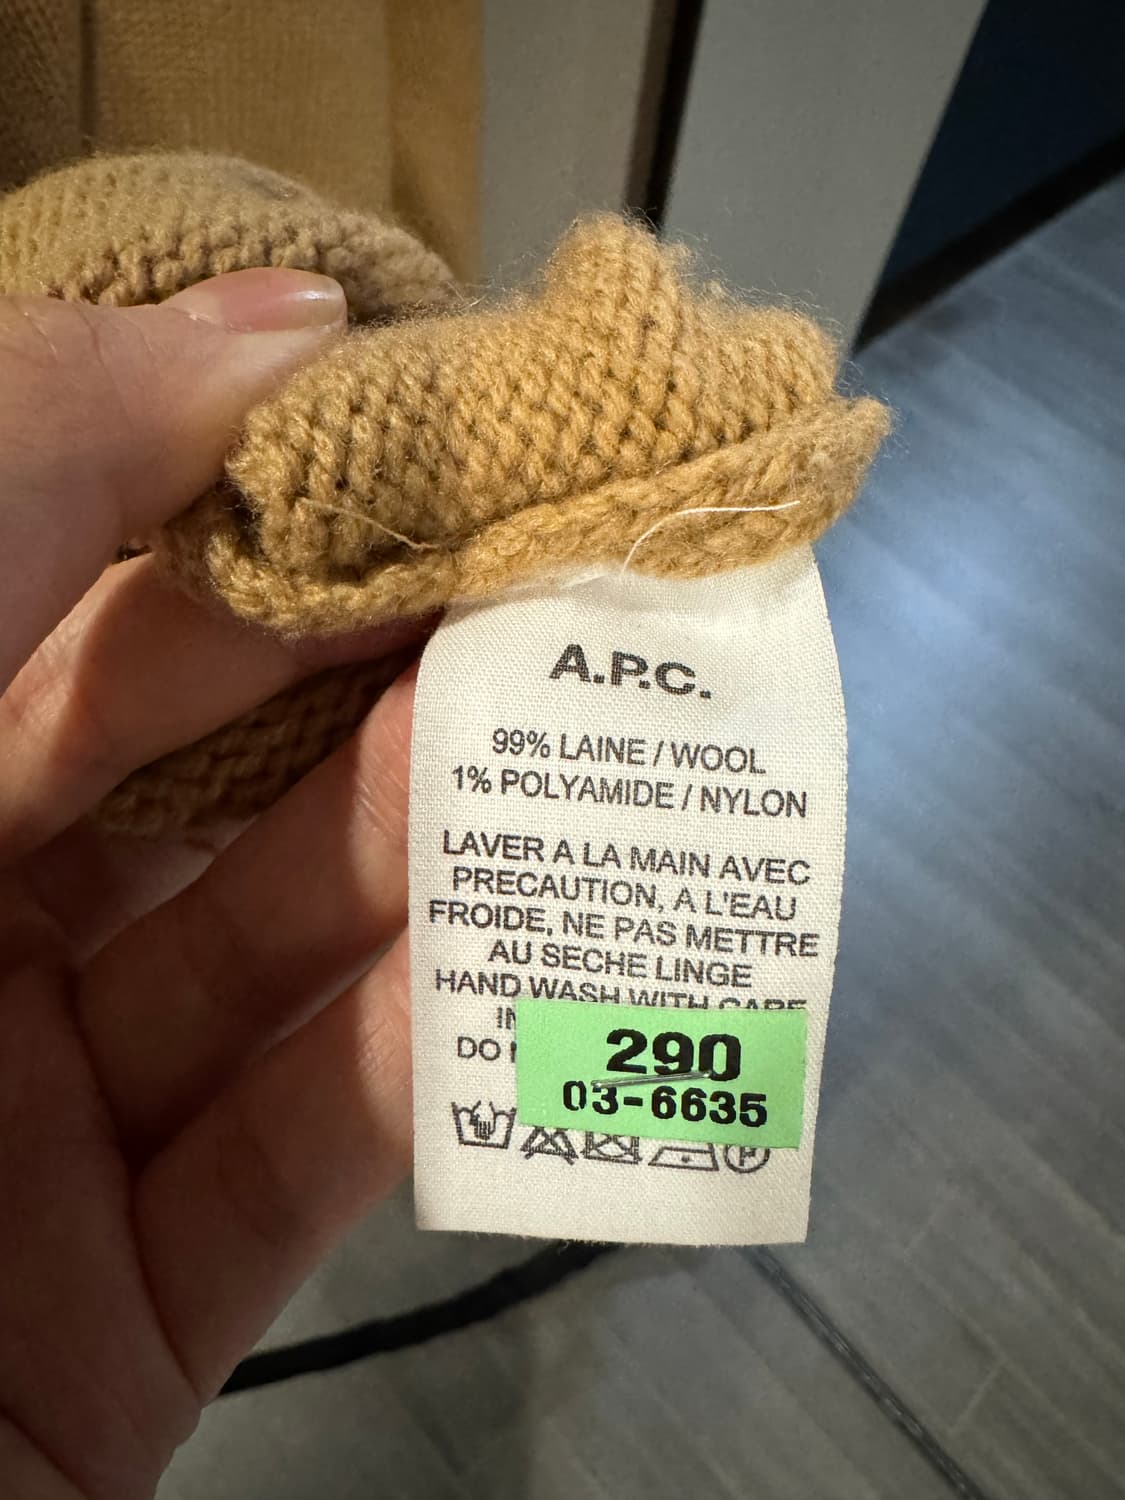 A.P.C.
99% LAINE / WOOL
1% POLYAMIDE / NYLON
LAVER A LA MAIN AVEC
PRECAUTION, A L'EAU
FROIDE, NE PAS METTRE
AU SECHE LINGE
HAND WASH WITH CARE
DO
290
03-6635
P